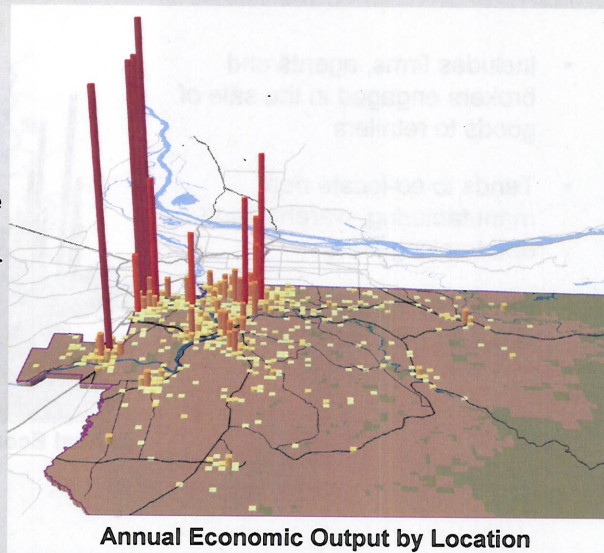 Includes firms, agents and
brokers engaged in the sale of
goods to retailers
Tends to co-locate
manufacturing,
Annual Economic Output by Location